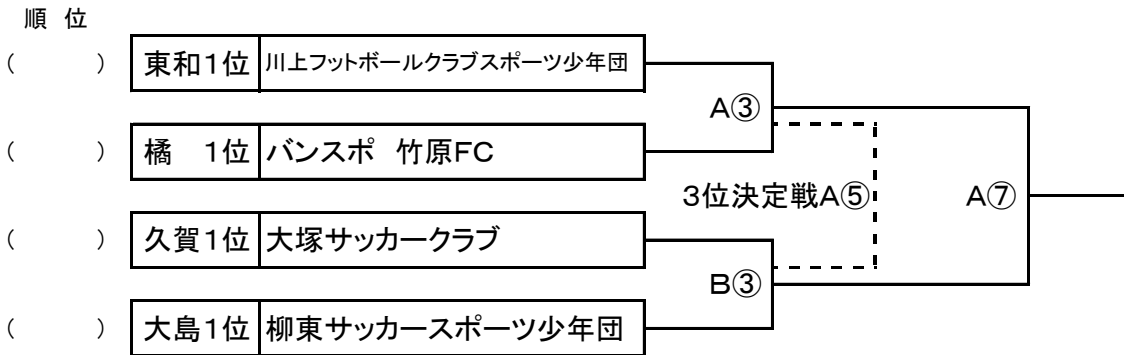 順 位
（　　　） 東和1位 川上フットボールクラブスポーツ少年団
A③
（　　　） 橘　1位 バンスポ　竹原FC
3位決定戦A⑤ A⑦
（　　　） 久賀1位 大塚サッカークラブ
B③
（　　　） 大島1位 柳東サッカースポーツ少年団